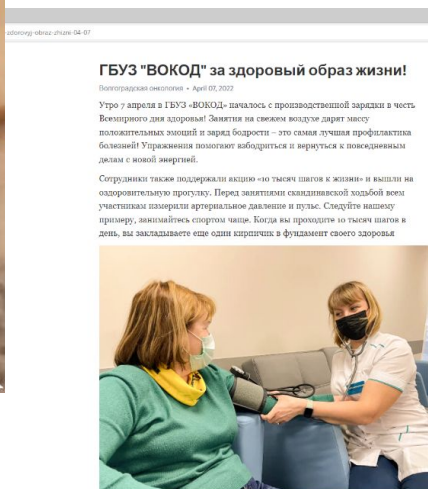 -zdorovyj-obraz-zhizni-04-07
ГБУЗ "ВОКОД" за здоровый образ жизни!
Волгоградская онкология • April 07, 2022
Утро 7 апреля в ГБУЗ «ВОКОД» началось с производственной зарядки в честь
Всемирного дня здоровья! Занятия на свежем воздухе дарят массу
положительных эмоций и заряд бодрости – это самая лучшая профилактика
болезней! Упражнения помогают взбодриться и вернуться к повседневным
делам с новой энергией.
Сотрудники также поддержали акцию «10 тысяч шагов к жизни» и вышли на
оздоровительную прогулку. Перед занятиями скандинавской ходьбой всем
участникам измерили артериальное давление и пульс. Следуйте нашему
примеру, занимайтесь спортом чаще. Когда вы проходите 10 тысяч шагов в
день, вы закладываете еще один кирпичик в фундамент своего здоровья